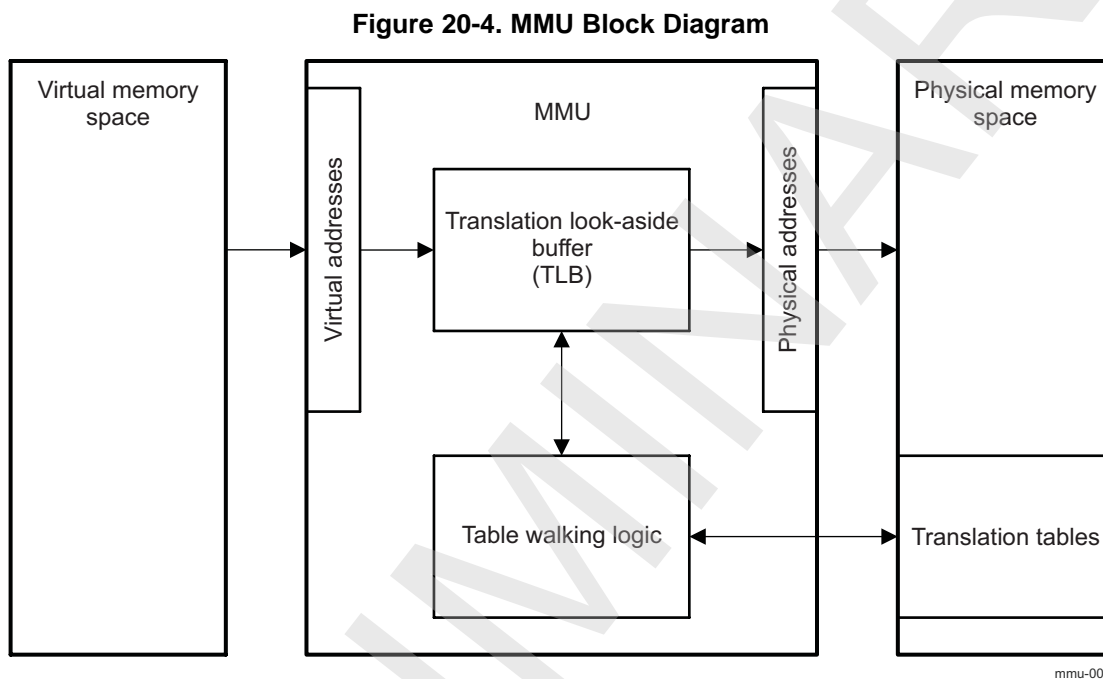 Figure 20-4. MMU Block Diagram
Virtual memory
space
MMU
Physical memory
space
Virtual addresses
Translation look-aside
buffer
(TLB)
Physical addresses
Table walking logic
Translation tables
mmu-00